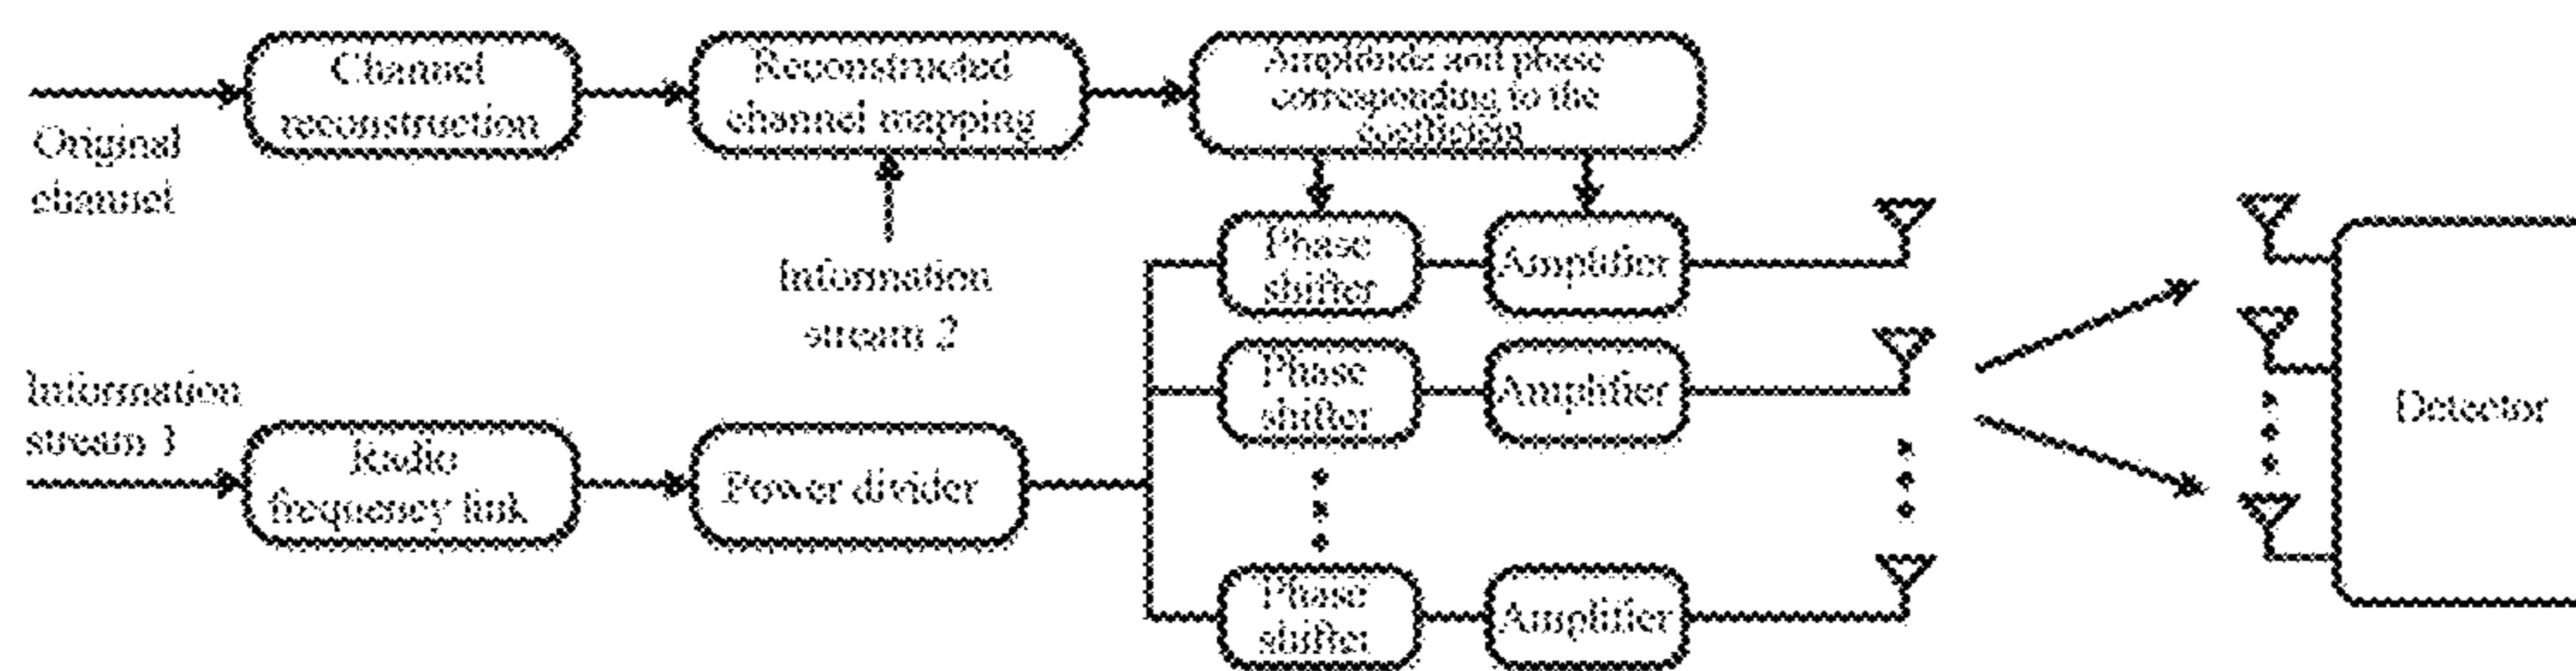 Channel
reconstruction
Reconstructed
channel mapping
Amplitude and phase
corresponding to the
Original
channel
Information
stream 2
Phase
shifter
Amplifier
Phase
shifter
Amplifier
Detector
Information
stream 1
Radio
frequency link
Power divider
Phase
shifter
Amplifier